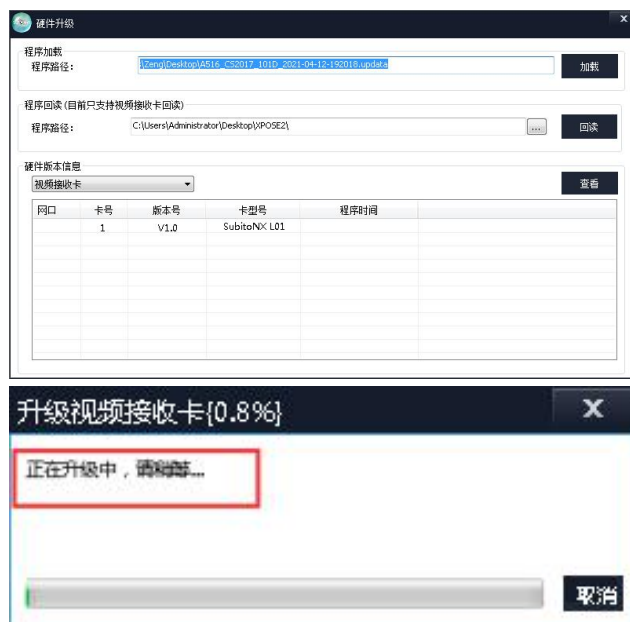 硬件升级
X
程序加载
程序路径：
:\Zeng\Desktop\A516_CS2017_101D_2021-04-12-192018.updata
加载
程序回读(目前只支持视频接收卡回读)
程序路径：
C:\Users\Administrator\Desktop\XPOSE2\
...
回读
硬件版本信息
视频接收卡
查看
网口 卡号 版本号 卡型号 程序时间
1 V1.0 SubitoNX L01
升级视频接收卡{0.8%}
X
正在升级中，请稍等...
取消